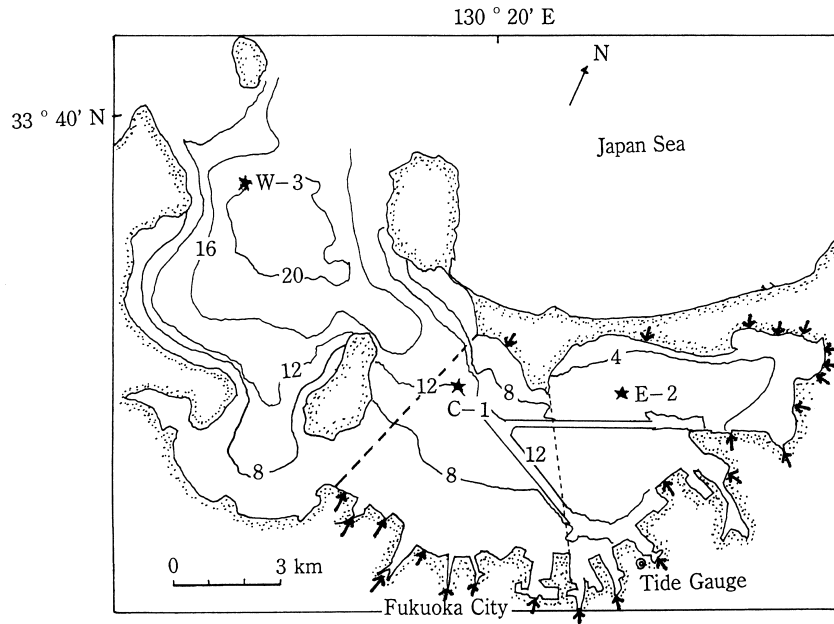 130 ° 20' E
N
33 ° 40' N
Japan Sea
W-3
16
20
4
12
12
8
E-2
C-1
12
8
8
0 3 km
Tide Gauge
Fukuoka City